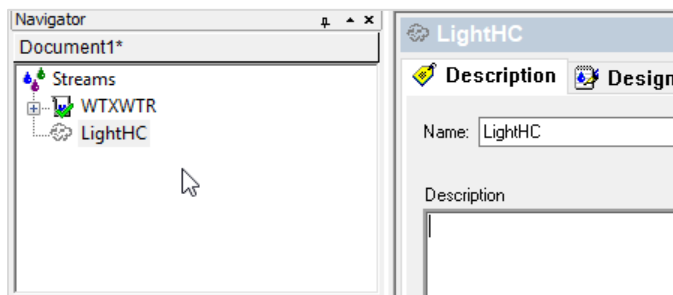 Navigator
Document1*
Streams
WTXWTR
LightHC
LightHC
Description
Design
Name: LightHC
Description